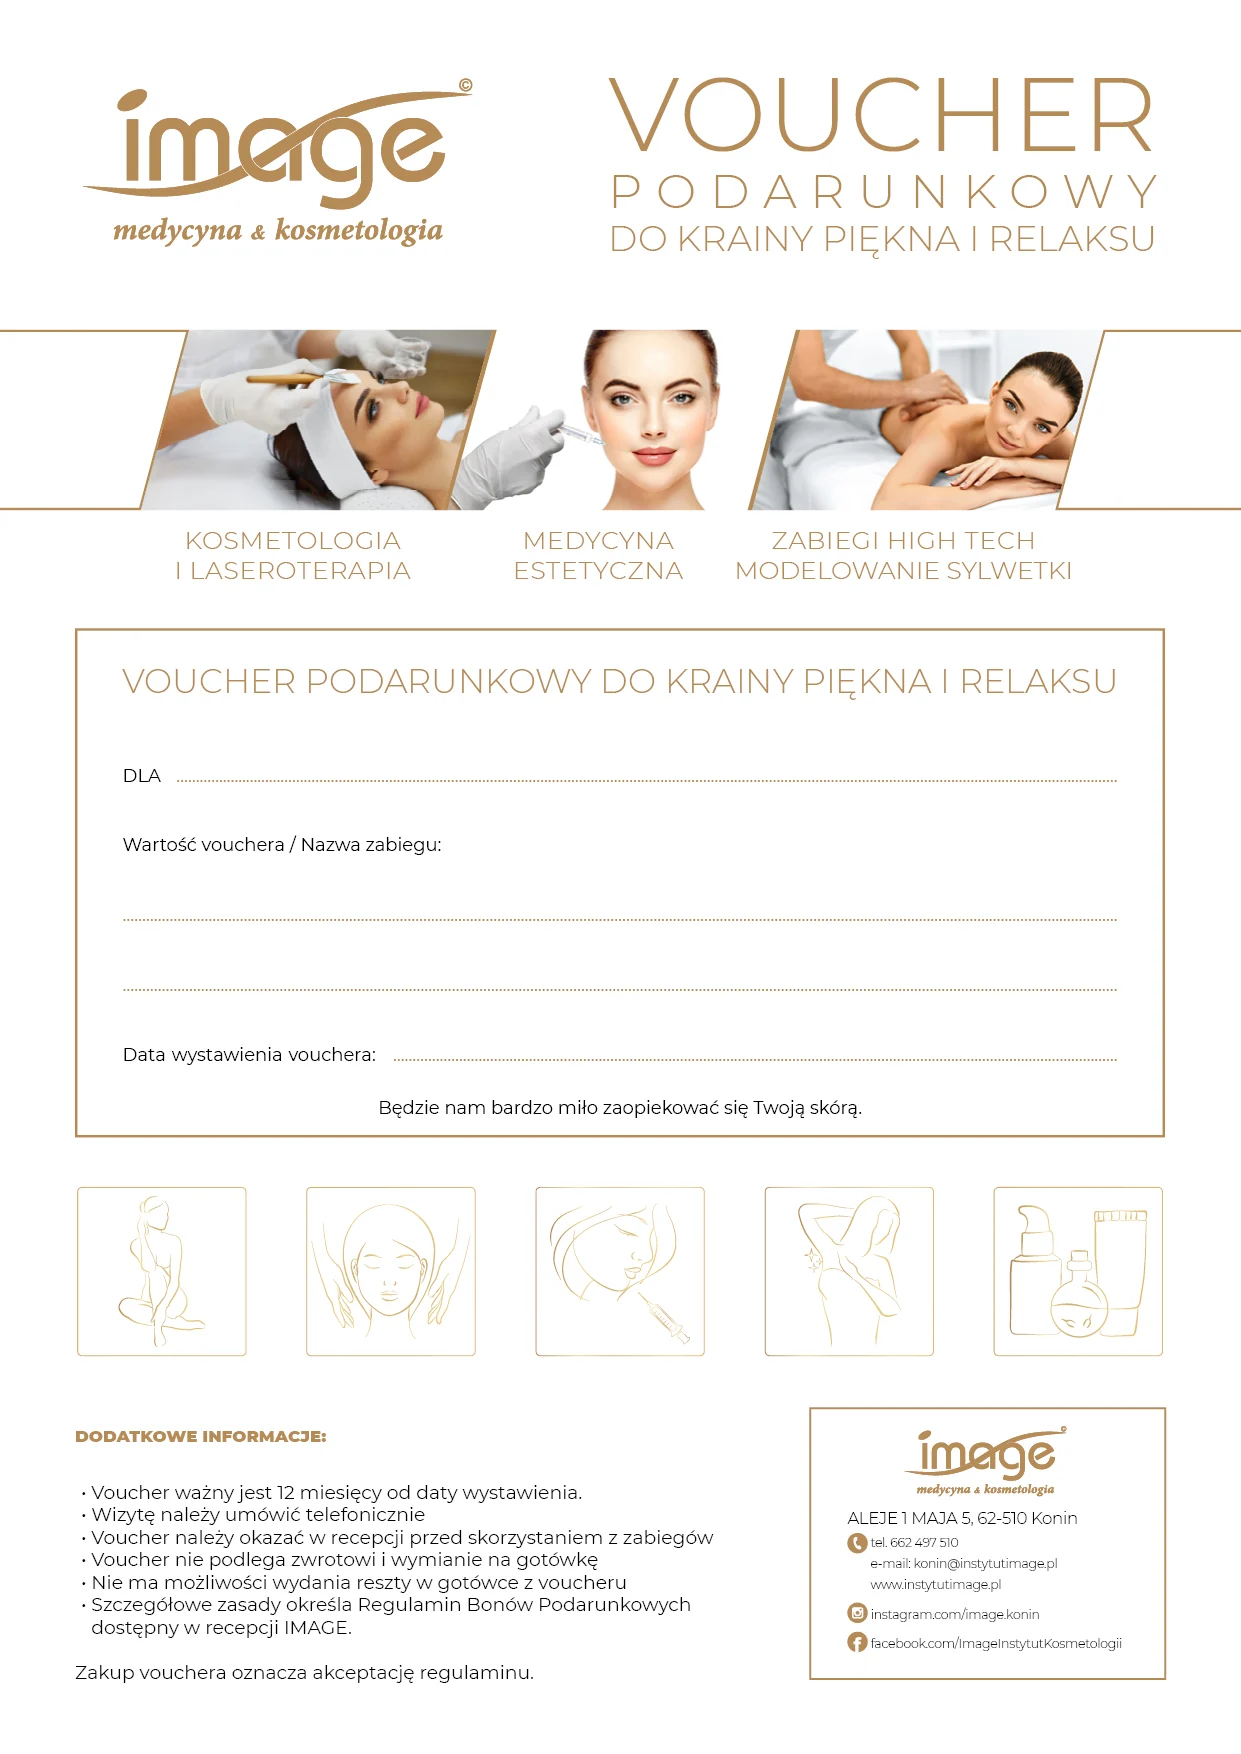 image ©
medycyna & kosmetologia
VOUCHER
PODARUNKOWY
DO KRAINY PIĘKNA I RELAKSU
KOSMETOLOGIA
I LASEROTERAPIA
MEDYCYNA
ESTETYCZNA
ZABIEGI HIGH TECH
MODELOWANIE SYLWETKI
VOUCHER PODARUNKOWY DO KRAINY PIĘKNA I RELAKSU
DLA
Wartość vouchera / Nazwa zabiegu:
Data wystawienia vouchera:
Będzie nam bardzo miło zaopiekować się Twoją skórą.
DODATKOWE INFORMACJE:
• Voucher ważny jest 12 miesięcy od daty wystawienia.
• Wizytę należy umówić telefonicznie
• Voucher należy okazać w recepcji przed skorzystaniem z zabiegów
• Voucher nie podlega zwrotowi i wymianie na gotówkę
• Nie ma możliwości wydania reszty w gotówce z voucheru
• Szczegółowe zasady określa Regulamin Bonów Podarunkowych
dostępny w recepcji IMAGE.
Zakup vouchera oznacza akceptację regulaminu.
image ©
medycyna & kosmetologia
ALEJE 1 MAJA 5, 62-510 Konin
tel. 662 497 510
e-mail: konin@instytutimage.pl
www.instytutimage.pl
instagram.com/image.konin
facebook.com/ImageInstytutKosmetologii